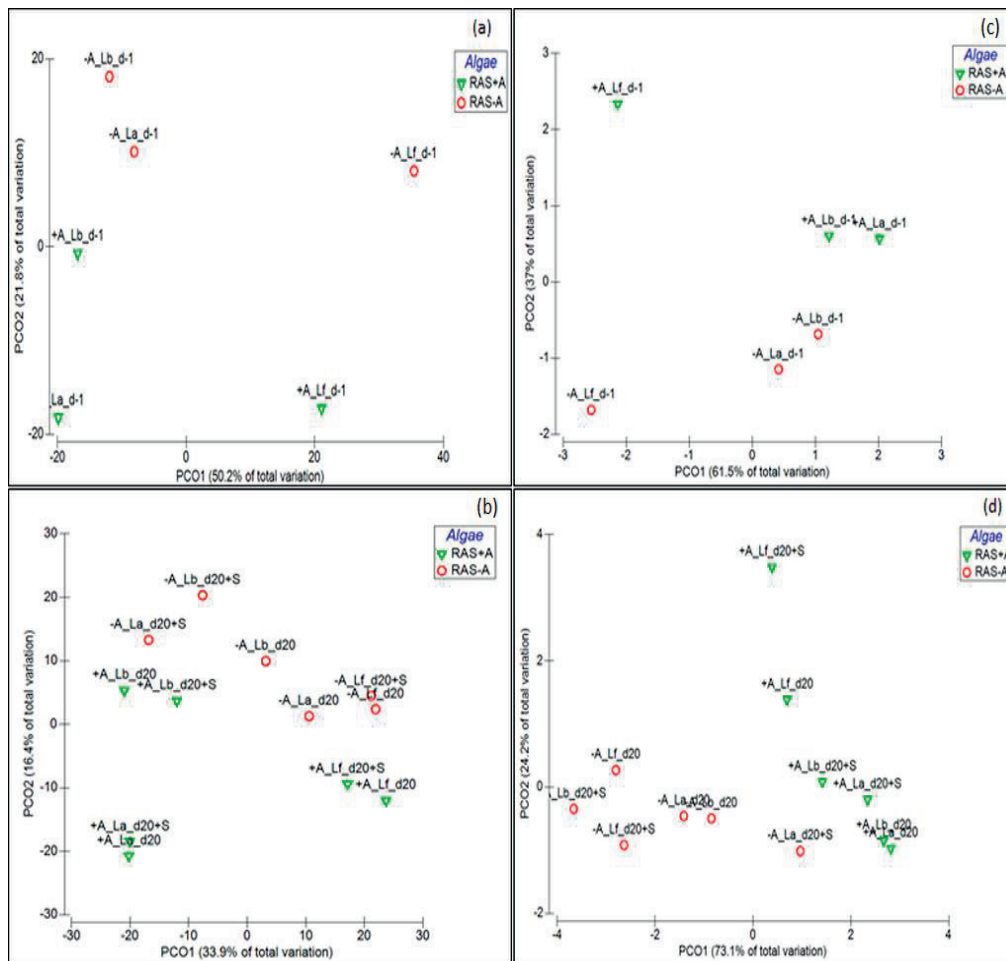 (a)
Algae
RAS+A
RAS-A
-A_Lb_d-1
-A_La_d-1
-A_Lf_d-1
+A_Lb_d-1
_La_d-1
+A_Lf_d-1
20
0
-20
-20
0
20
40
PCO2 (21.8% of total variation)
PCO1 (50.2% of total variation)
(c)
Algae
RAS+A
RAS-A
+A_Lf_d-1
+A_Lb_d-1
+A_La_d-1
-A_Lb_d-1
-A_La_d-1
-A_Lf_d-1
3
2
1
0
-1
-2
-3
-2
-1
0
1
2
3
PCO2 (37% of total variation)
PCO1 (61.5% of total variation)
(b)
Algae
RAS+A
RAS-A
-A_Lb_d20+S
-A_La_d20+S
-A_Lb_d20
+A_Lb_d20
+A_Lb_d20+S
-A_Lf_d20+S
-A_Lf_d20
-A_La_d20
+A_Lf_d20+S
+A_Lf_d20
+A_La_d20+S
+A_La_d20
30
20
10
0
-10
-20
-30
-30
-20
-10
0
10
20
30
PCO2 (16.4% of total variation)
PCO1 (33.9% of total variation)
(d)
Algae
RAS+A
RAS-A
+A_Lf_d20+S
+A_Lf_d20
-A_Lf_d20
+A_Lb_d20+S
+A_La_d20+S
_Lb_d20+S
-A_La_d20
-A_Lb_d20
-A_Lf_d20+S
-A_La_d20+S
+A_Lb_d20
+A_La_d20
4
2
0
-2
-4
-2
0
2
4
PCO2 (24.2% of total variation)
PCO1 (73.1% of total variation)